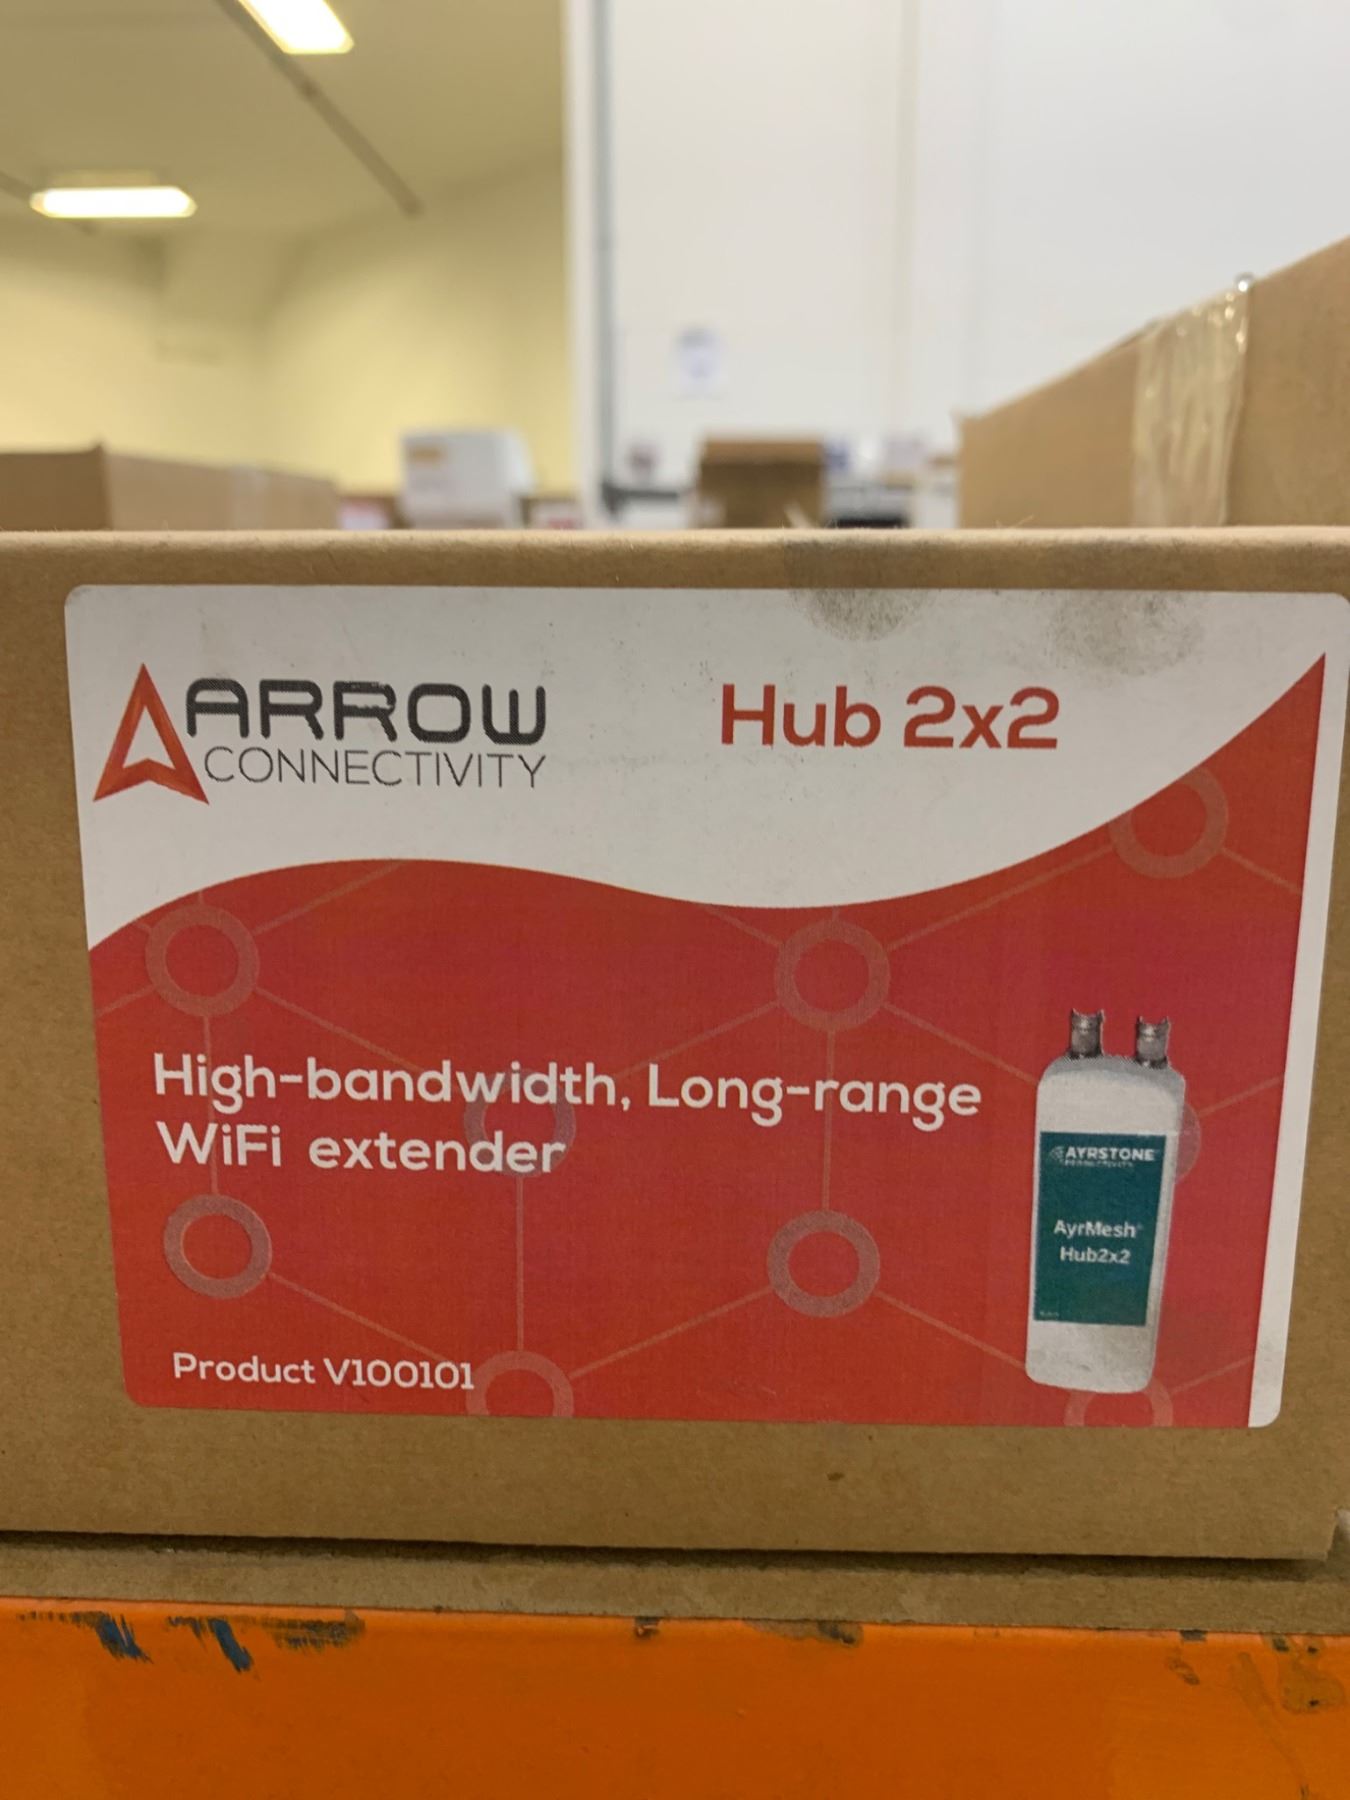 ARROW
CONNECTIVITY
Hub 2x2
High-bandwidth, Long-range
WiFi extender
AYRSTONE
AyrMesh®
Hub2x2
Product V100101